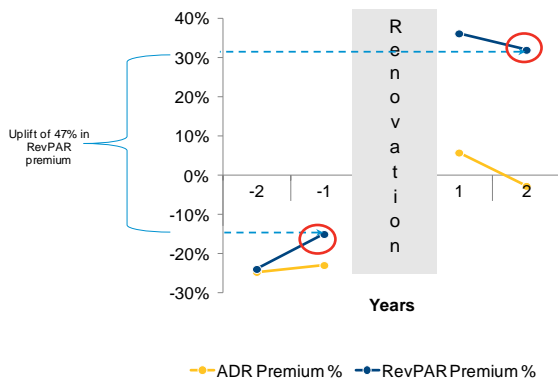 40%
30%
20%
10%
0%
-10%
-20%
-30%
Uplift of 47% in
RevPAR
premium
Renovation
-2
-1
1
2
Years
ADR Premium %
RevPAR Premium %